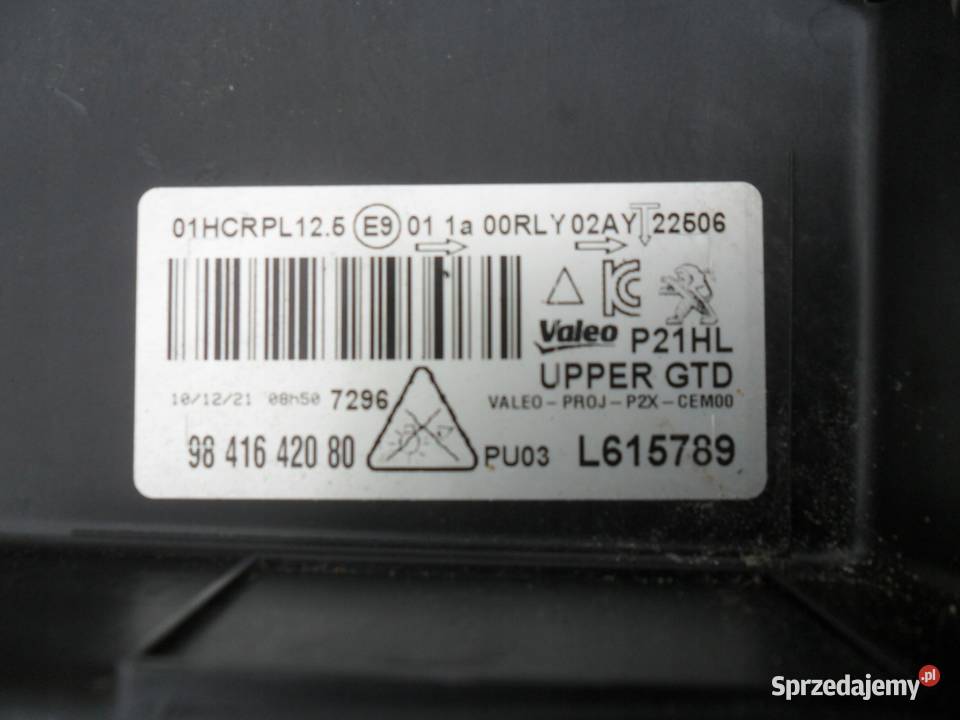 01HCRPL12.5 E9 01 1a 00RLY 02AY 22506
KC
Valeo P21HL
UPPER GTD
10/12/21 08h50 7296 VALEO-PROJ-P2X-CEM00
98 416 420 80 PU03 L615789
Sprzedajemy.pl